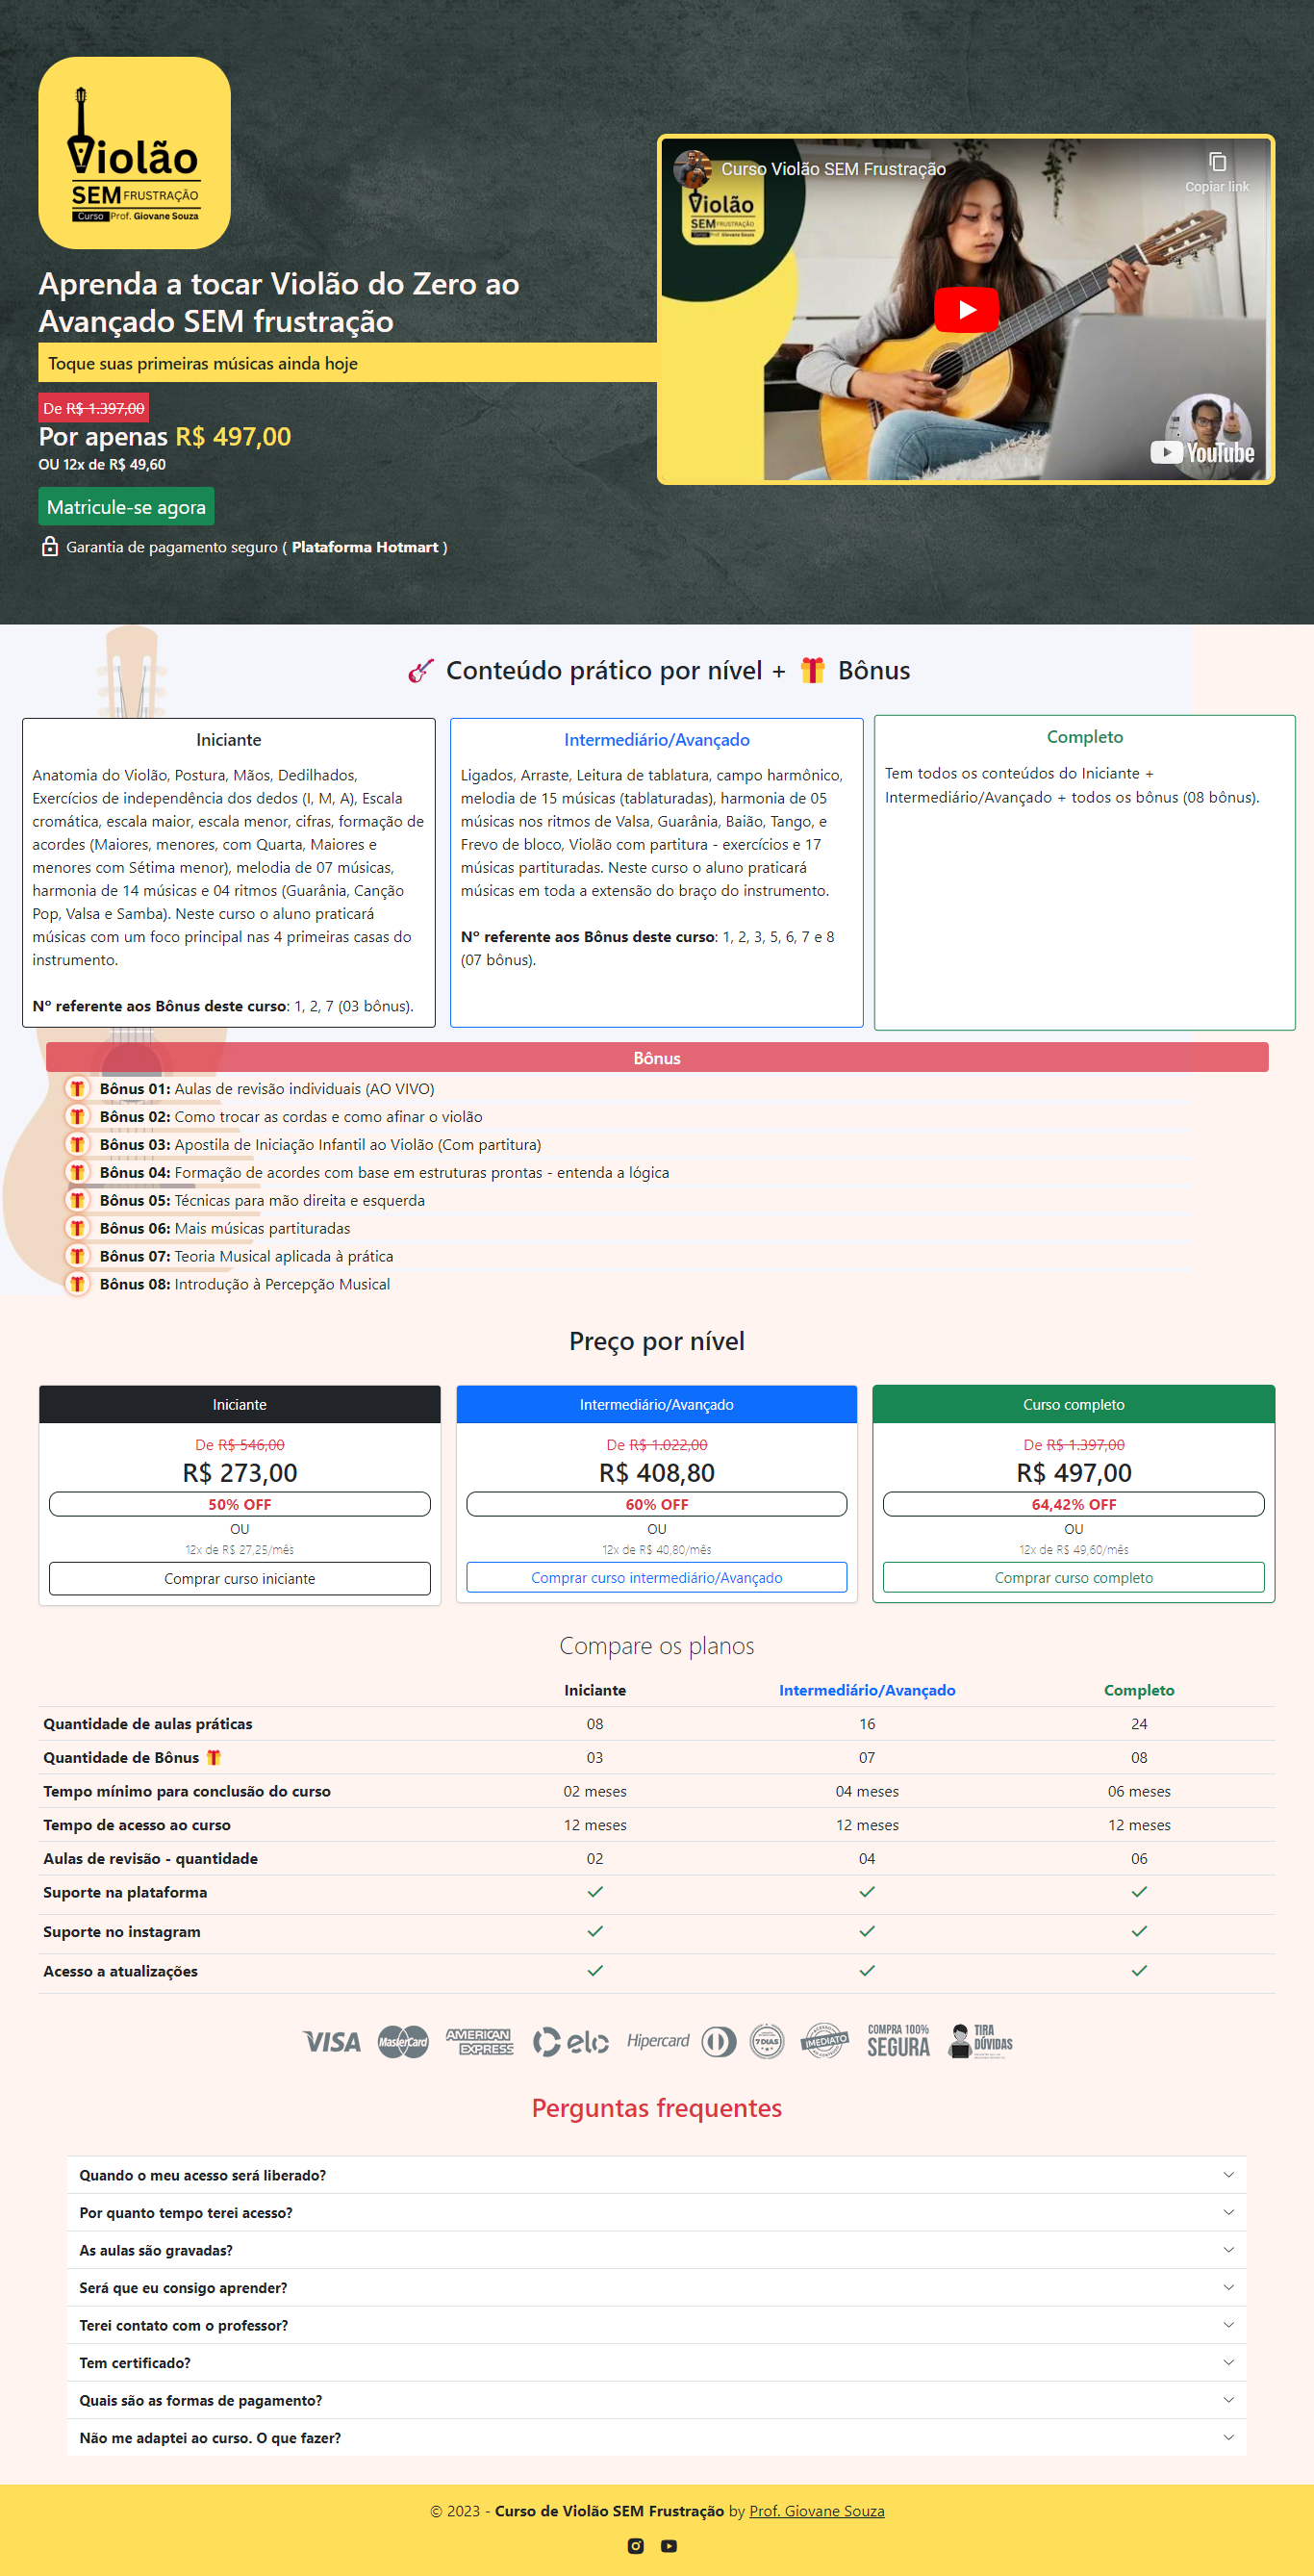 Violão
SEM FRUSTRAÇÃO
Curso Prof. Giovane Souza
Aprenda a tocar Violão do Zero ao
Avançado SEM frustração
Toque suas primeiras músicas ainda hoje
De R$ 1.397,00
Por apenas R$ 497,00
OU 12x de R$ 49,60
Matricule-se agora
Garantia de pagamento seguro ( Plataforma Hotmart )
Curso Violão SEM Frustração
Copiar link
Violão
SEM FRUSTRAÇÃO
Curso Prof. Giovane Souza
YouTube
Conteúdo prático por nível + Bônus
Iniciante
Anatomia do Violão, Postura, Mãos, Dedilhados,
Exercícios de independência dos dedos (I, M, A), Escala
cromática, escala maior, escala menor, cifras, formação de
acordes (Maiores, menores, com Quarta, Maiores e
menores com Sétima menor), melodia de 07 músicas,
harmonia de 14 músicas e 04 ritmos (Guarânia, Canção
Pop, Valsa e Samba). Neste curso o aluno praticará
músicas com um foco principal nas 4 primeiras casas do
instrumento.
Nº referente aos Bônus deste curso: 1, 2, 7 (03 bônus).
Intermediário/Avançado
Ligados, Arraste, Leitura de tablatura, campo harmônico,
melodia de 15 músicas (tablaturadas), harmonia de 05
músicas nos ritmos de Valsa, Guarânia, Baião, Tango, e
Frevo de bloco, Violão com partitura - exercícios e 17
músicas partituradas. Neste curso o aluno praticará
músicas em toda a extensão do braço do instrumento.
Nº referente aos Bônus deste curso: 1, 2, 3, 5, 6, 7 e 8
(07 bônus).
Completo
Tem todos os conteúdos do Iniciante +
Intermediário/Avançado + todos os bônus (08 bônus).
Bônus
Bônus 01: Aulas de revisão individuais (AO VIVO)
Bônus 02: Como trocar as cordas e como afinar o violão
Bônus 03: Apostila de Iniciação Infantil ao Violão (Com partitura)
Bônus 04: Formação de acordes com base em estruturas prontas - entenda a lógica
Bônus 05: Técnicas para mão direita e esquerda
Bônus 06: Mais músicas partituradas
Bônus 07: Teoria Musical aplicada à prática
Bônus 08: Introdução à Percepção Musical
Preço por nível
Iniciante
De R$ 546,00
R$ 273,00
50% OFF
OU
12x de R$ 27,25/mês
Comprar curso iniciante
Intermediário/Avançado
De R$ 1.022,00
R$ 408,80
60% OFF
OU
12x de R$ 40,80/mês
Comprar curso intermediário/Avançado
Curso completo
De R$ 1.397,00
R$ 497,00
64,42% OFF
OU
12x de R$ 49,60/mês
Comprar curso completo
Compare os planos
Iniciante Intermediário/Avançado Completo
Quantidade de aulas práticas 08 16 24
Quantidade de Bônus 03 07 08
Tempo mínimo para conclusão do curso 02 meses 04 meses 06 meses
Tempo de acesso ao curso 12 meses 12 meses 12 meses
Aulas de revisão - quantidade 02 04 06
Suporte na plataforma
Suporte no instagram
Acesso a atualizações
VISA MasterCard AMERICAN EXPRESS elo Hipercard 7 DIAS IMEDIATO COMPRA 100% SEGURA TIRA DÚVIDAS
Perguntas frequentes
Quando o meu acesso será liberado?
Por quanto tempo terei acesso?
As aulas são gravadas?
Será que eu consigo aprender?
Terei contato com o professor?
Tem certificado?
Quais são as formas de pagamento?
Não me adaptei ao curso. O que fazer?
© 2023 - Curso de Violão SEM Frustração by Prof. Giovane Souza